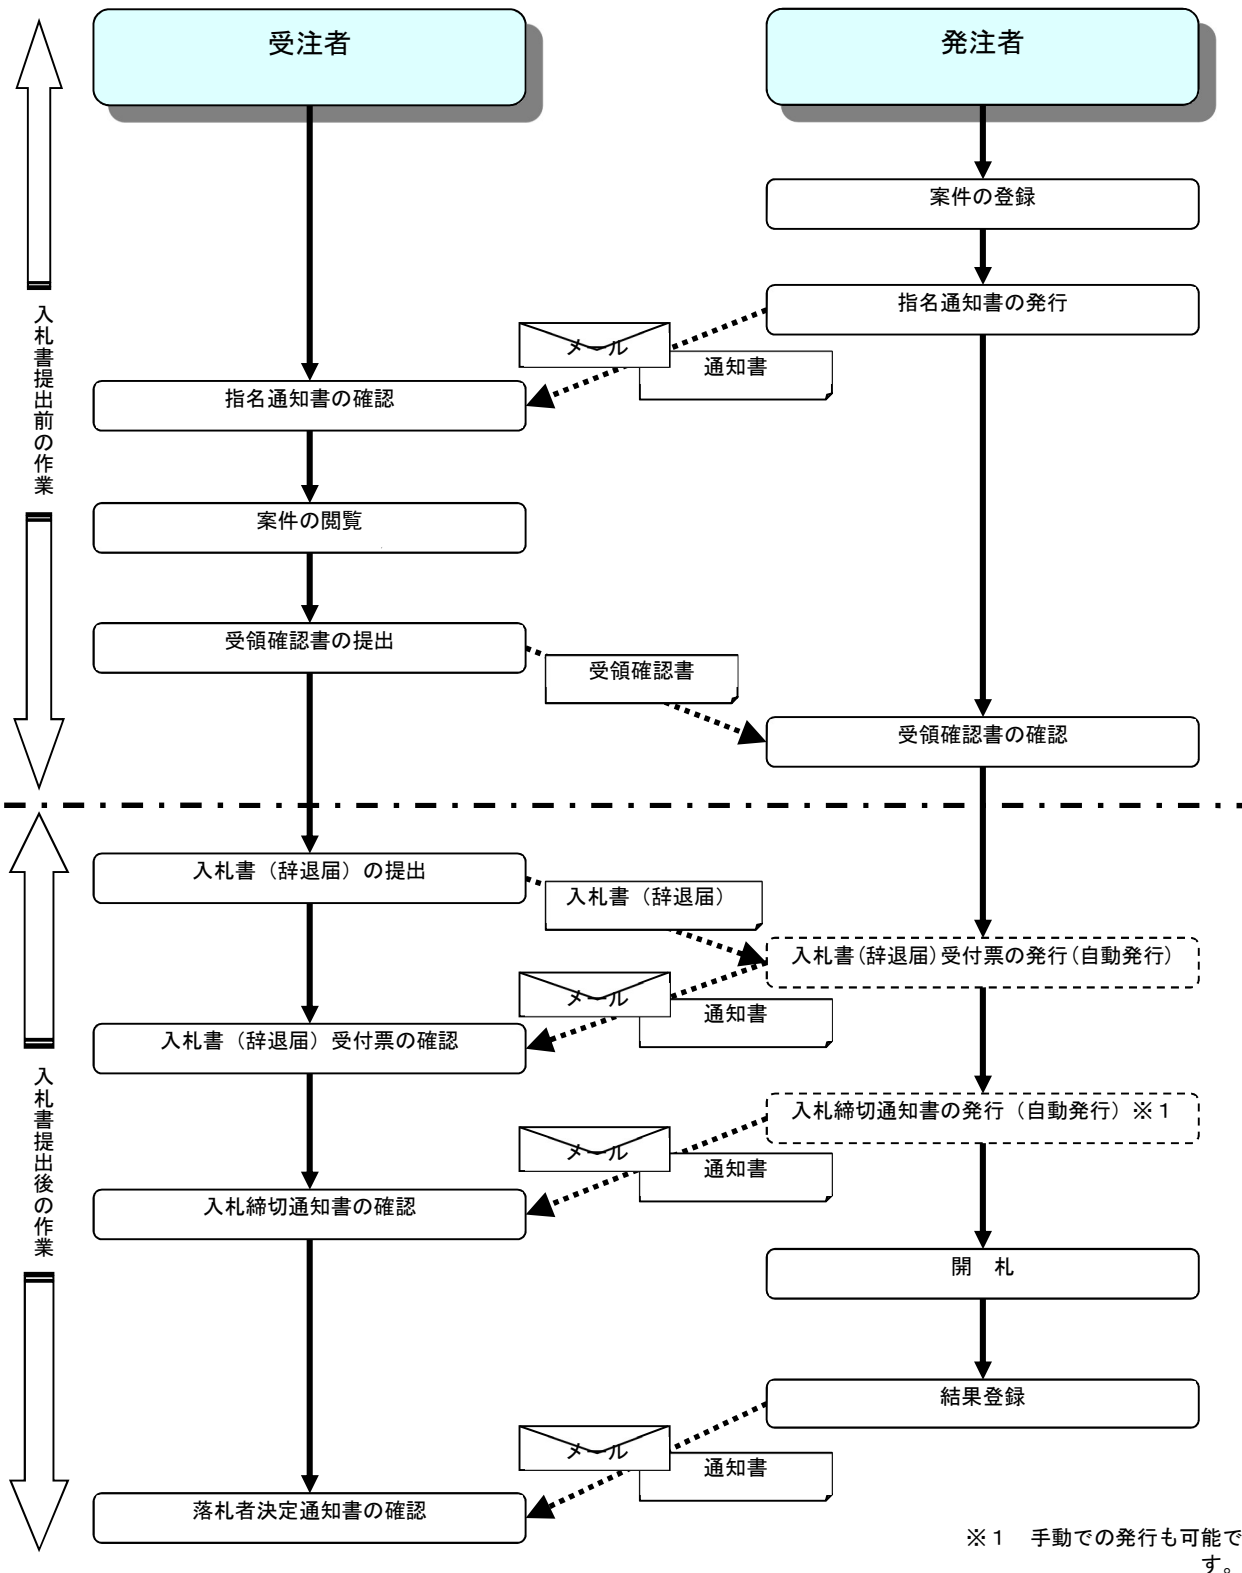 受注者
発注者
案件の登録
指名通知書の発行
メール
通知書
指名通知書の確認
入札書提出前の作業
案件の閲覧
受領確認書の提出
受領確認書
受領確認書の確認
入札書（辞退届）の提出
入札書（辞退届）
入札書(辞退届)受付票の発行(自動発行)
メール
通知書
入札書（辞退届）受付票の確認
入札書提出後の作業
入札締切通知書の発行（自動発行）※１
メール
通知書
入札締切通知書の確認
開　札
結果登録
メール
通知書
落札者決定通知書の確認
※１　手動での発行も可能で
す。